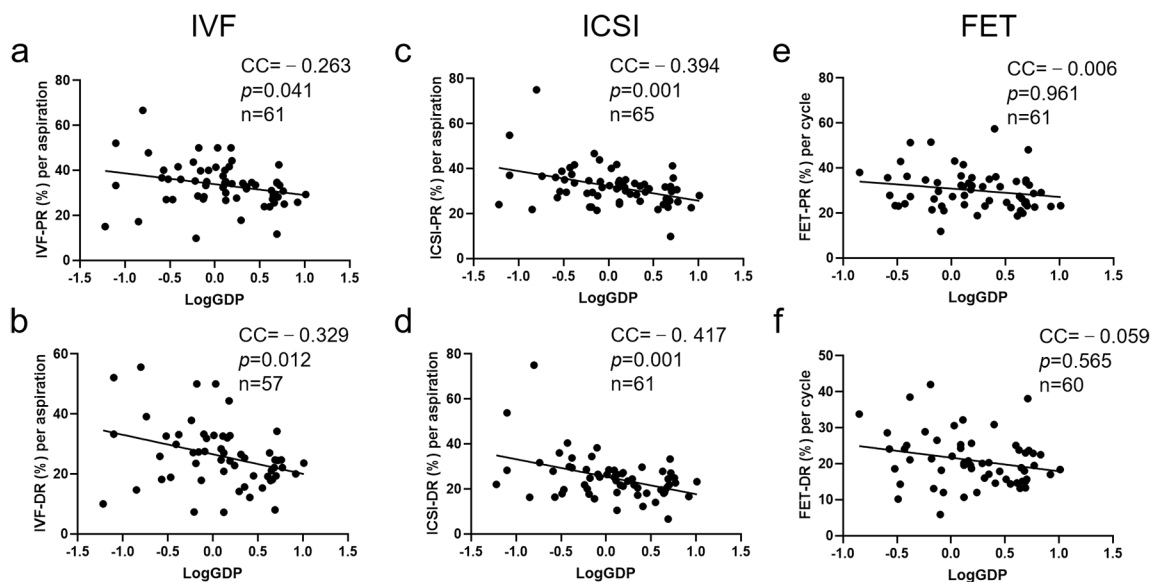 IVF
ICSI
FET
a
CC= − 0.263
p=0.041
n=61
80
60
40
20
0
IVF-PR (%) per aspiration
-1.5 -1.0 -0.5 0.0 0.5 1.0 1.5
LogGDP
c
CC= − 0.394
p=0.001
n=65
80
60
40
20
0
ICSI-PR (%) per aspiration
-1.5 -1.0 -0.5 0.0 0.5 1.0 1.5
LogGDP
e
CC= − 0.006
p=0.961
n=61
80
60
40
20
0
FET-PR (%) per cycle
-1.0 -0.5 0.0 0.5 1.0 1.5
LogGDP
b
CC= − 0.329
p=0.012
n=57
60
40
20
0
IVF-DR (%) per aspiration
-1.5 -1.0 -0.5 0.0 0.5 1.0 1.5
LogGDP
d
CC= − 0. 417
p=0.001
n=61
80
60
40
20
0
ICSI-DR (%) per aspiration
-1.5 -1.0 -0.5 0.0 0.5 1.0 1.5
LogGDP
f
CC= − 0.059
p=0.565
n=60
50
40
30
20
10
0
FET-DR (%) per cycle
-1.0 -0.5 0.0 0.5 1.0 1.5
LogGDP